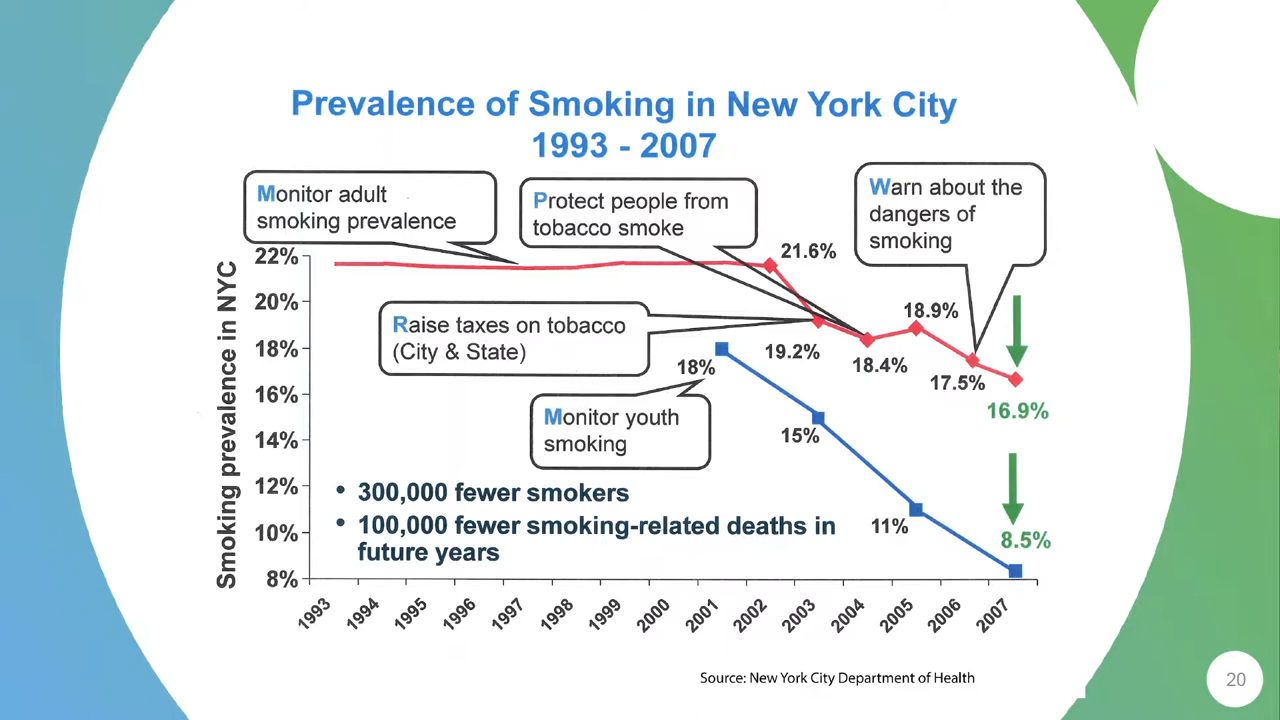 Prevalence of Smoking in New York City
1993 - 2007
Monitor adult
smoking prevalence
Protect people from
tobacco smoke
Warn about the
dangers of
smoking
Raise taxes on tobacco
(City & State)
Monitor youth
smoking
Smoking prevalence in NYC
22%
20%
18%
16%
14%
12%
10%
8%
21.6%
19.2%
18.4%
18.9%
17.5%
16.9%
18%
15%
11%
8.5%
• 300,000 fewer smokers
• 100,000 fewer smoking-related deaths in
future years
1993 1994 1995 1996 1997 1998 1999 2000 2001 2002 2003 2004 2005 2006 2007
Source: New York City Department of Health
20